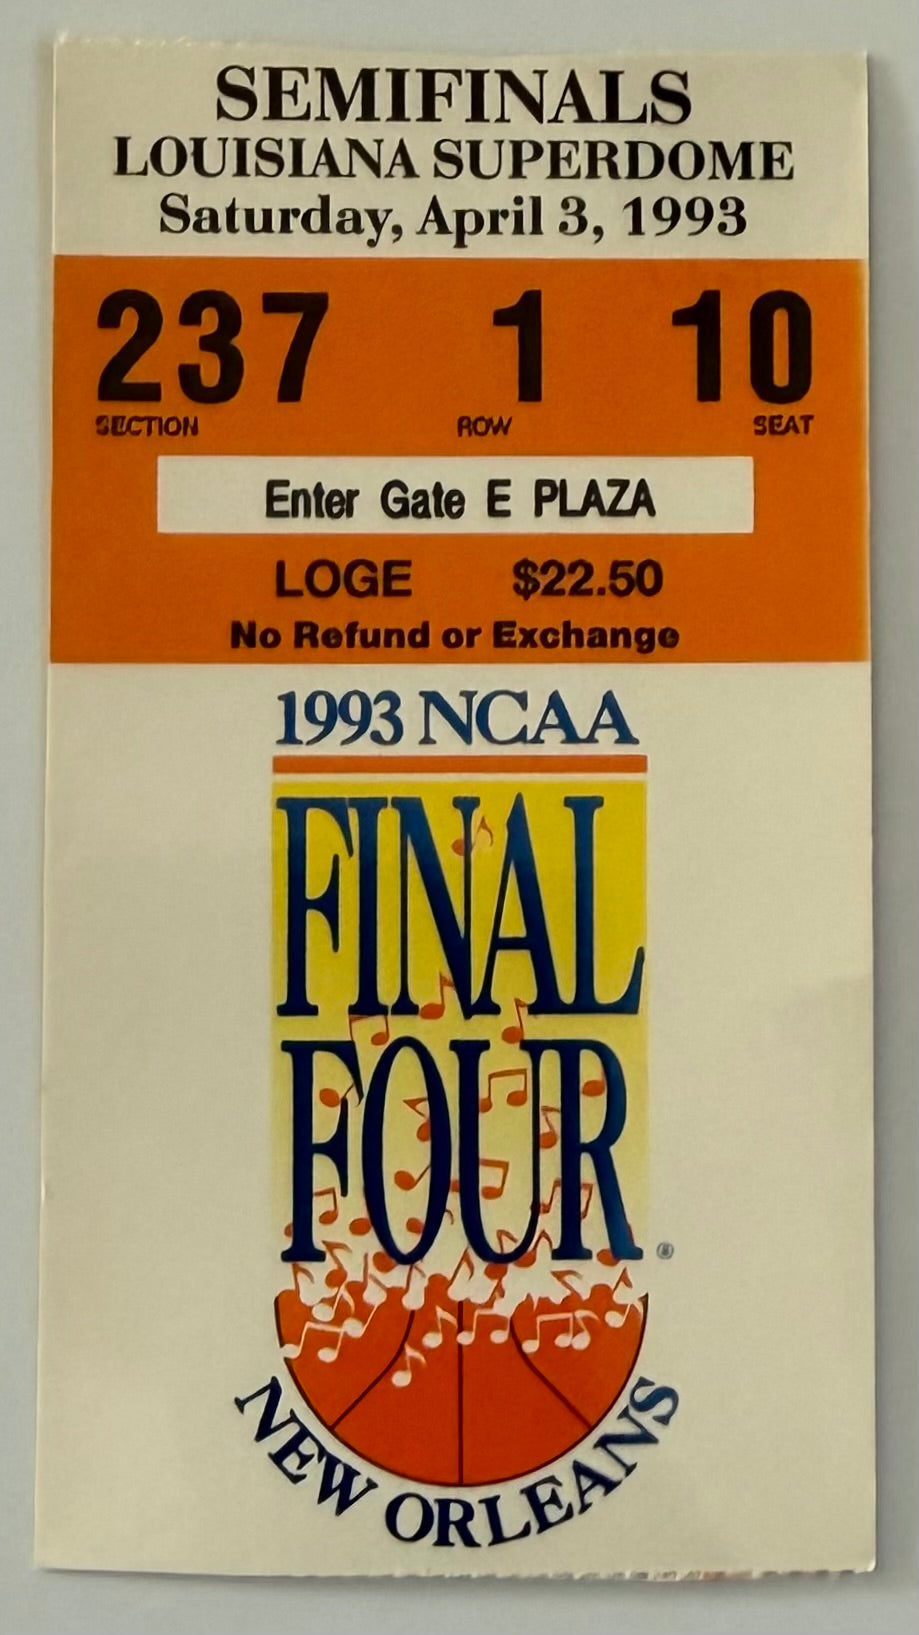 SEMIFINALS
LOUISIANA SUPERDOME
Saturday, April 3, 1993
237 1 10
SECTION ROW SEAT
Enter Gate E PLAZA
LOGE $22.50
No Refund or Exchange
1993 NCAA
FINAL
FOUR
®
NEW ORLEANS